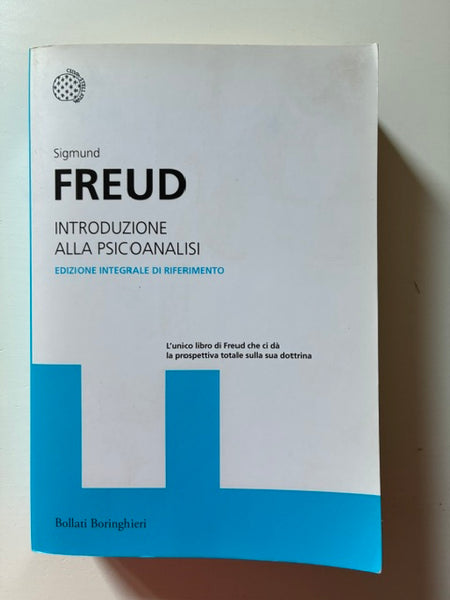 Sigmund
FREUD
INTRODUZIONE
ALLA PSICOANALISI
EDIZIONE INTEGRALE DI RIFERIMENTO
L'unico libro di Freud che ci dà
la prospettiva totale sulla sua dottrina
Bollati Boringhieri